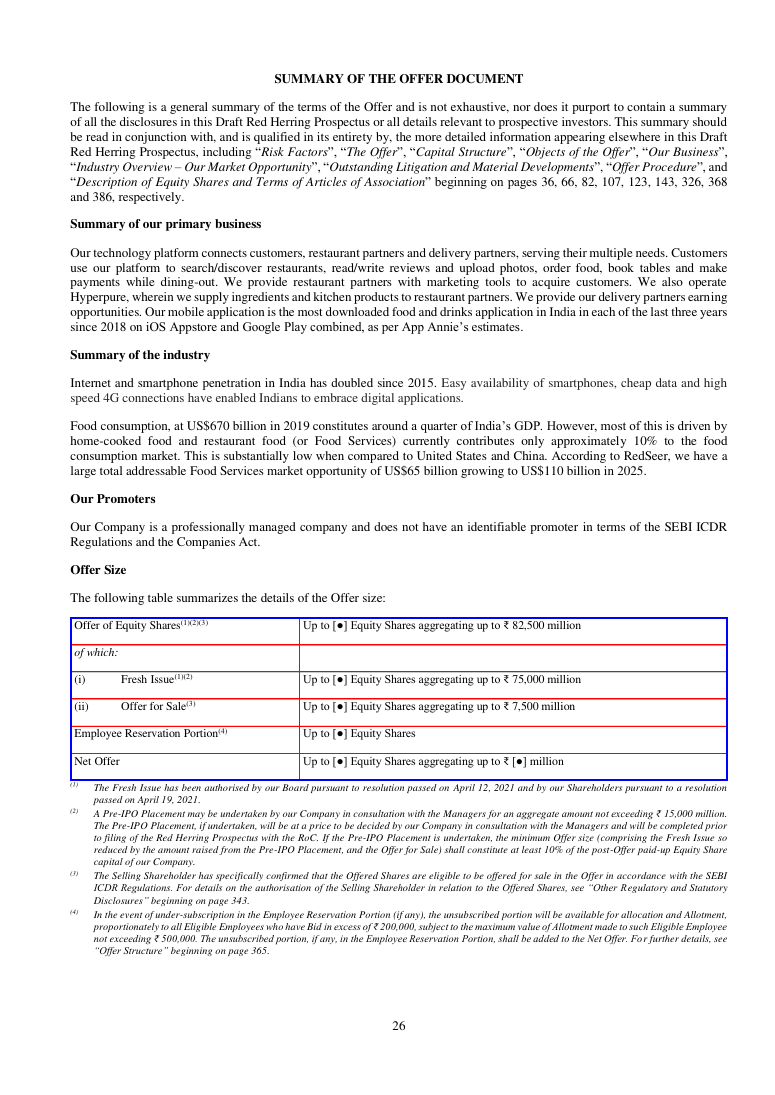 SUMMARY OF THE OFFER DOCUMENT
The following is a general summary of the terms of the Offer and is not exhaustive, nor does it purport to contain a summary
of all the disclosures in this Draft Red Herring Prospectus or all details relevant to prospective investors. This summary should
be read in conjunction with, and is qualified in its entirety by, the more detailed information appearing elsewhere in this Draft
Red Herring Prospectus, including “Risk Factors”, “The Offer”, “Capital Structure”, “Objects of the Offer”, “Our Business”,
“Industry Overview – Our Market Opportunity”, “Outstanding Litigation and Material Developments”, “Offer Procedure”, and
“Description of Equity Shares and Terms of Articles of Association” beginning on pages 36, 66, 82, 107, 123, 143, 326, 368
and 386, respectively.
Summary of our primary business
Our technology platform connects customers, restaurant partners and delivery partners, serving their multiple needs. Customers
use our platform to search/discover restaurants, read/write reviews and upload photos, order food, book tables and make
payments while dining-out. We provide restaurant partners with marketing tools to acquire customers. We also operate
Hyperpure, wherein we supply ingredients and kitchen products to restaurant partners. We provide our delivery partners earning
opportunities. Our mobile application is the most downloaded food and drinks application in India in each of the last three years
since 2018 on iOS Appstore and Google Play combined, as per App Annie’s estimates.
Summary of the industry
Internet and smartphone penetration in India has doubled since 2015. Easy availability of smartphones, cheap data and high
speed 4G connections have enabled Indians to embrace digital applications.
Food consumption, at US$670 billion in 2019 constitutes around a quarter of India’s GDP. However, most of this is driven by
home-cooked food and restaurant food (or Food Services) currently contributes only approximately 10% to the food
consumption market. This is substantially low when compared to United States and China. According to RedSeer, we have a
large total addressable Food Services market opportunity of US$65 billion growing to US$110 billion in 2025.
Our Promoters
Our Company is a professionally managed company and does not have an identifiable promoter in terms of the SEBI ICDR
Regulations and the Companies Act.
Offer Size
The following table summarizes the details of the Offer size:
Offer of Equity Shares(1)(2)(3) Up to [●] Equity Shares aggregating up to ₹ 82,500 million
of which:
(i) Fresh Issue(1)(2) Up to [●] Equity Shares aggregating up to ₹ 75,000 million
(ii) Offer for Sale(3) Up to [●] Equity Shares aggregating up to ₹ 7,500 million
Employee Reservation Portion(4) Up to [●] Equity Shares
Net Offer Up to [●] Equity Shares aggregating up to ₹ [●] million
(1) The Fresh Issue has been authorised by our Board pursuant to resolution passed on April 12, 2021 and by our Shareholders pursuant to a resolution
passed on April 19, 2021.
(2) A Pre-IPO Placement may be undertaken by our Company in consultation with the Managers for an aggregate amount not exceeding ₹ 15,000 million.
The Pre-IPO Placement, if undertaken, will be at a price to be decided by our Company in consultation with the Managers and will be completed prior
to filing of the Red Herring Prospectus with the RoC. If the Pre-IPO Placement is undertaken, the minimum Offer size (comprising the Fresh Issue so
reduced by the amount raised from the Pre-IPO Placement, and the Offer for Sale) shall constitute at least 10% of the post-Offer paid-up Equity Share
capital of our Company.
(3) The Selling Shareholder has specifically confirmed that the Offered Shares are eligible to be offered for sale in the Offer in accordance with the SEBI
ICDR Regulations. For details on the authorisation of the Selling Shareholder in relation to the Offered Shares, see “Other Regulatory and Statutory
Disclosures” beginning on page 343.
(4) In the event of under-subscription in the Employee Reservation Portion (if any), the unsubscribed portion will be available for allocation and Allotment,
proportionately to all Eligible Employees who have Bid in excess of ₹ 200,000, subject to the maximum value of Allotment made to such Eligible Employee
not exceeding ₹ 500,000. The unsubscribed portion, if any, in the Employee Reservation Portion, shall be added to the Net Offer. For further details, see
“Offer Structure” beginning on page 365.
26